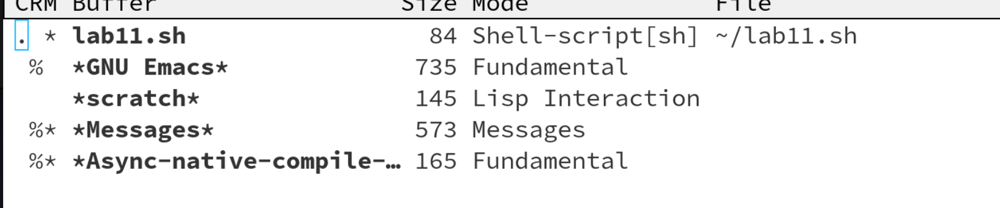 CRM Buffer Size Mode File
. * lab11.sh 84 Shell-script[sh] ~/lab11.sh
% *GNU Emacs* 735 Fundamental
*scratch* 145 Lisp Interaction
%* *Messages* 573 Messages
%* *Async-native-compile-… 165 Fundamental